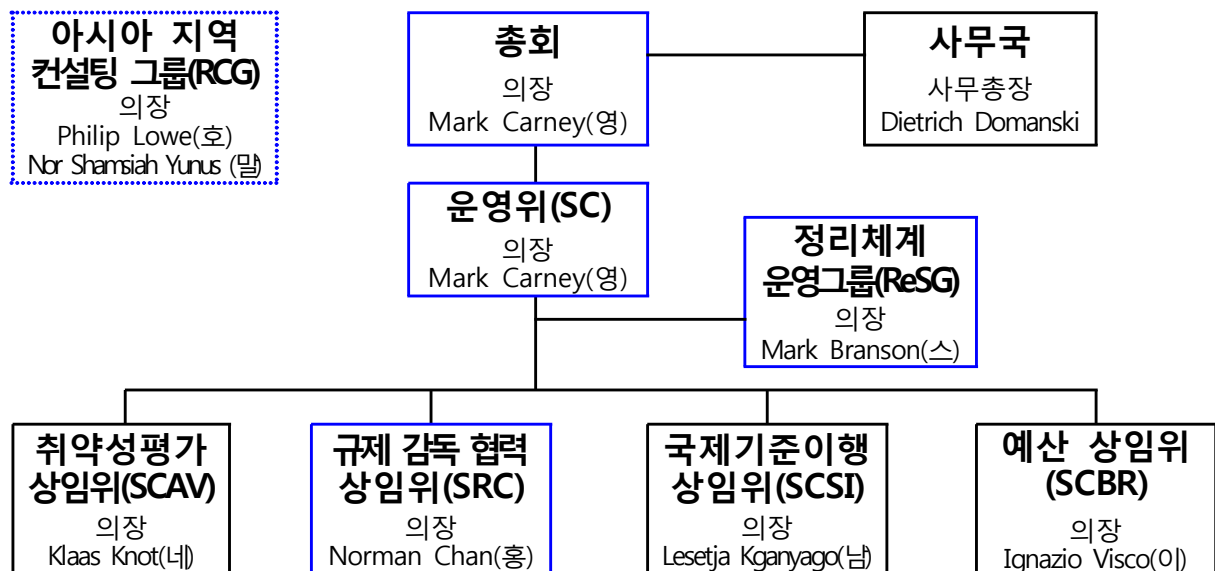 아시아 지역
컨설팅 그룹(RCG)
의장
Philip Lowe(호)
Nor Shamsiah Yunus (말)
총회
의장
Mark Carney(영)
사무국
사무총장
Dietrich Domanski
운영위(SC)
의장
Mark Carney(영)
정리체계
운영그룹(ReSG)
의장
Mark Branson(스)
취약성평가
상임위(SCAV)
의장
Klaas Knot(네)
규제 감독 협력
상임위(SRC)
의장
Norman Chan(홍)
국제기준이행
상임위(SCSI)
의장
Lesetja Kganyago(남)
예산 상임위
(SCBR)
의장
Ignazio Visco(이)